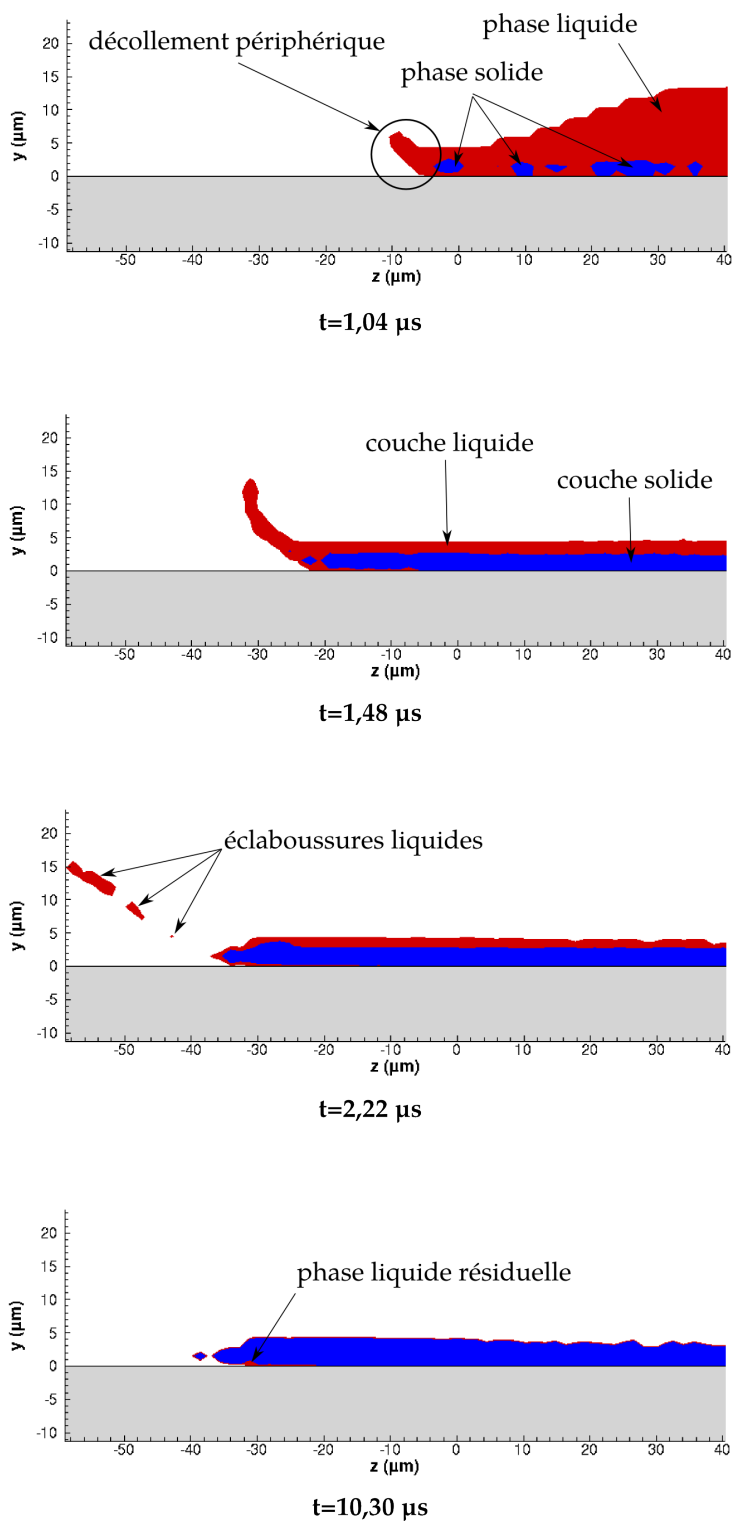 décollement périphérique
phase liquide
phase solide
y (µm)
20
15
10
5
0
-5
-10
-50 -40 -30 -20 -10 0 10 20 30 40
z (µm)
t=1,04 µs
couche liquide
couche solide
y (µm)
20
15
10
5
0
-5
-10
-50 -40 -30 -20 -10 0 10 20 30 40
z (µm)
t=1,48 µs
éclaboussures liquides
y (µm)
20
15
10
5
0
-5
-10
-50 -40 -30 -20 -10 0 10 20 30 40
z (µm)
t=2,22 µs
phase liquide résiduelle
y (µm)
20
15
10
5
0
-5
-10
-50 -40 -30 -20 -10 0 10 20 30 40
z (µm)
t=10,30 µs